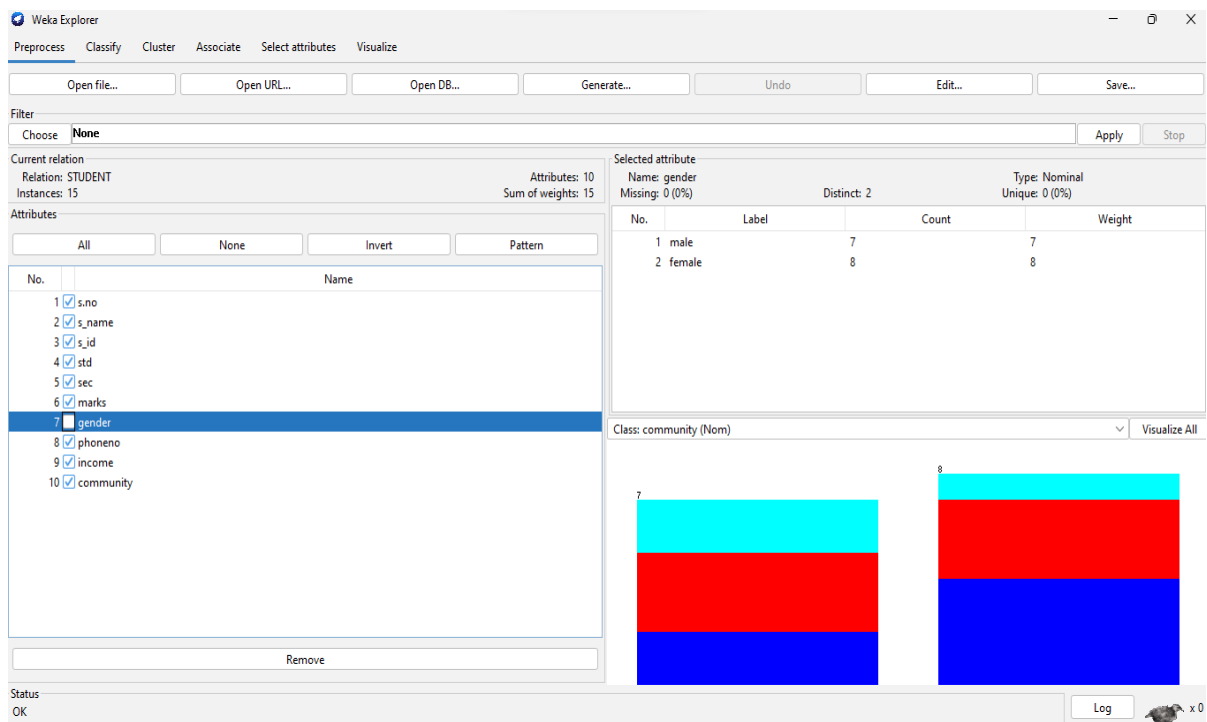 Weka Explorer
Preprocess Classify Cluster Associate Select attributes Visualize
Open file... Open URL... Open DB... Generate... Undo Edit... Save...
Filter
Choose None Apply Stop
Current relation
Relation: STUDENT Attributes: 10
Instances: 15 Sum of weights: 15
Attributes
All None Invert Pattern
No. Name
1 s.no
2 s_name
3 s_id
4 std
5 sec
6 marks
7 gender
8 phoneno
9 income
10 community
Remove
Selected attribute
Name: gender Type: Nominal
Missing: 0 (0%) Distinct: 2 Unique: 0 (0%)
No. Label Count Weight
1 male 7 7
2 female 8 8
Class: community (Nom) Visualize All
7 8
Status
OK Log x 0